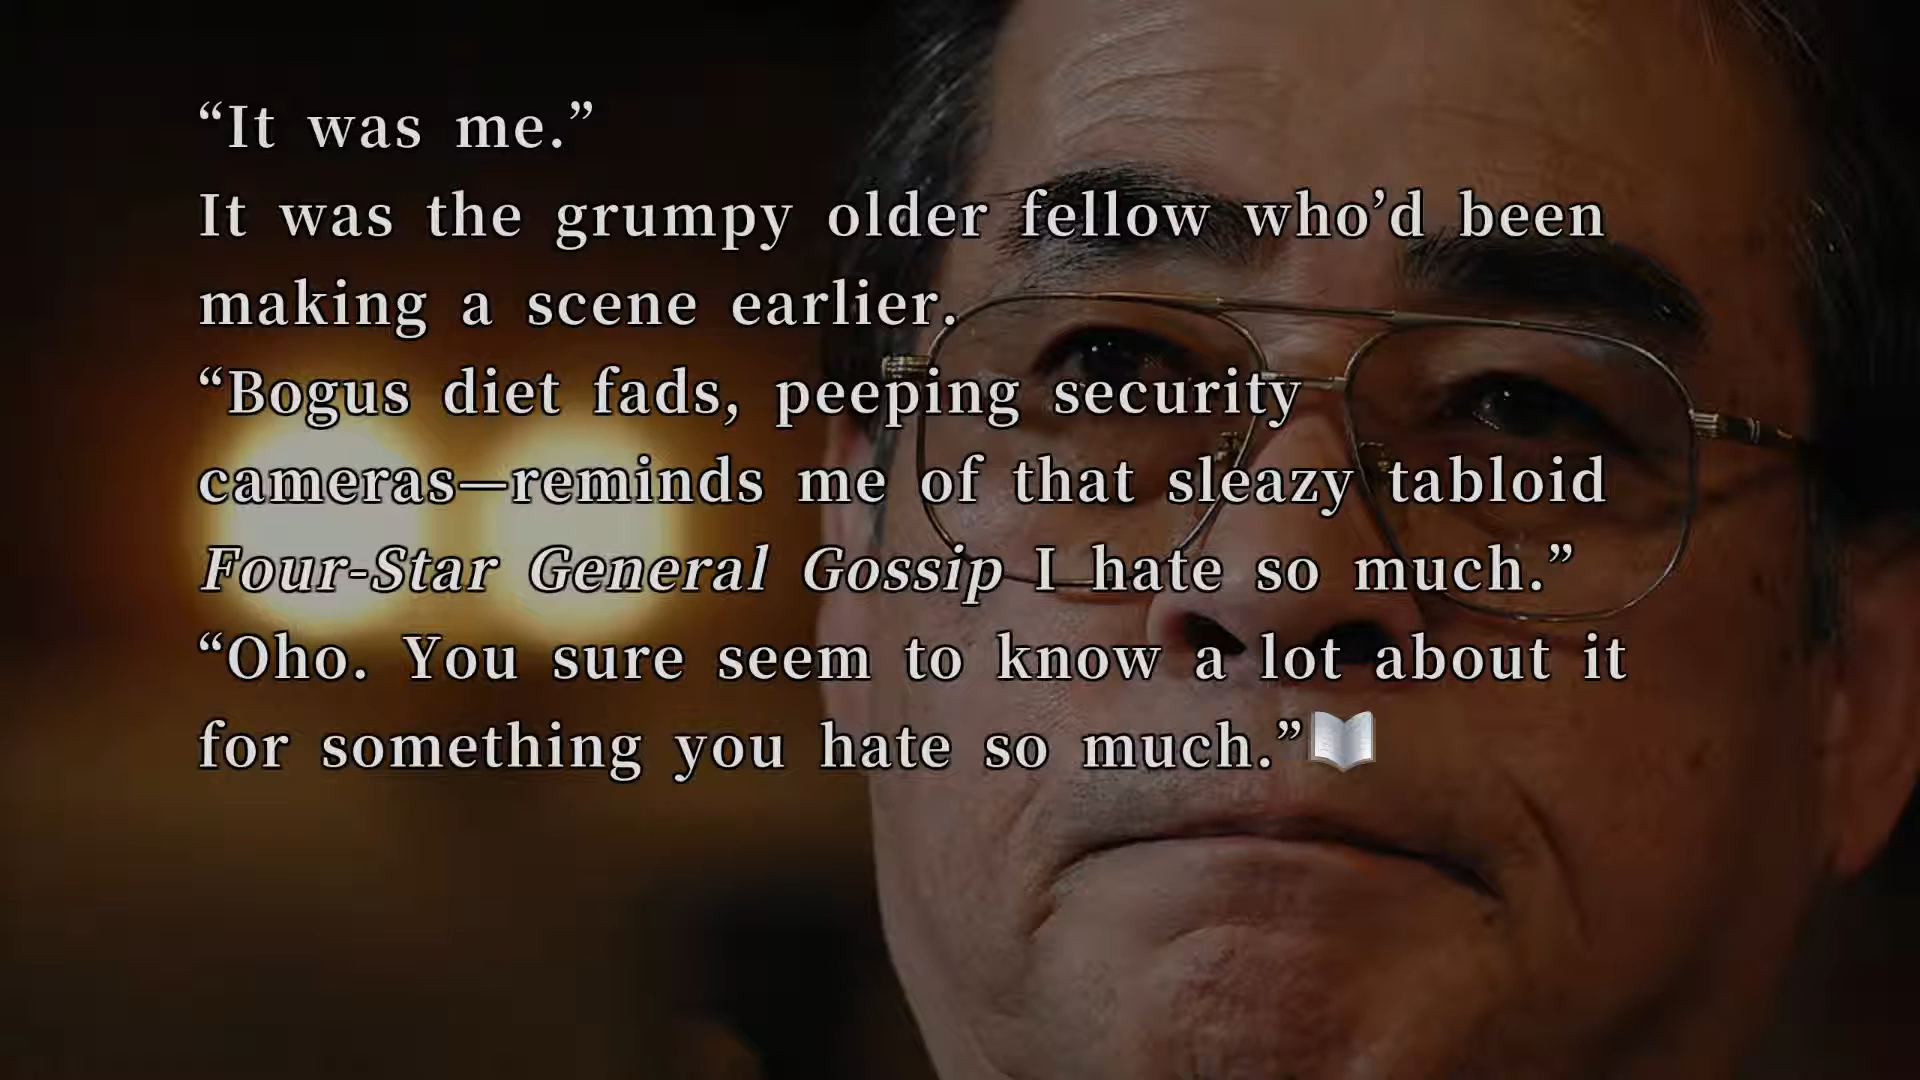 “It was me.”
It was the grumpy older fellow who’d been
making a scene earlier.
“Bogus diet fads, peeping security
cameras—reminds me of that sleazy tabloid
Four-Star General Gossip I hate so much.”
“Oho. You sure seem to know a lot about it
for something you hate so much.”